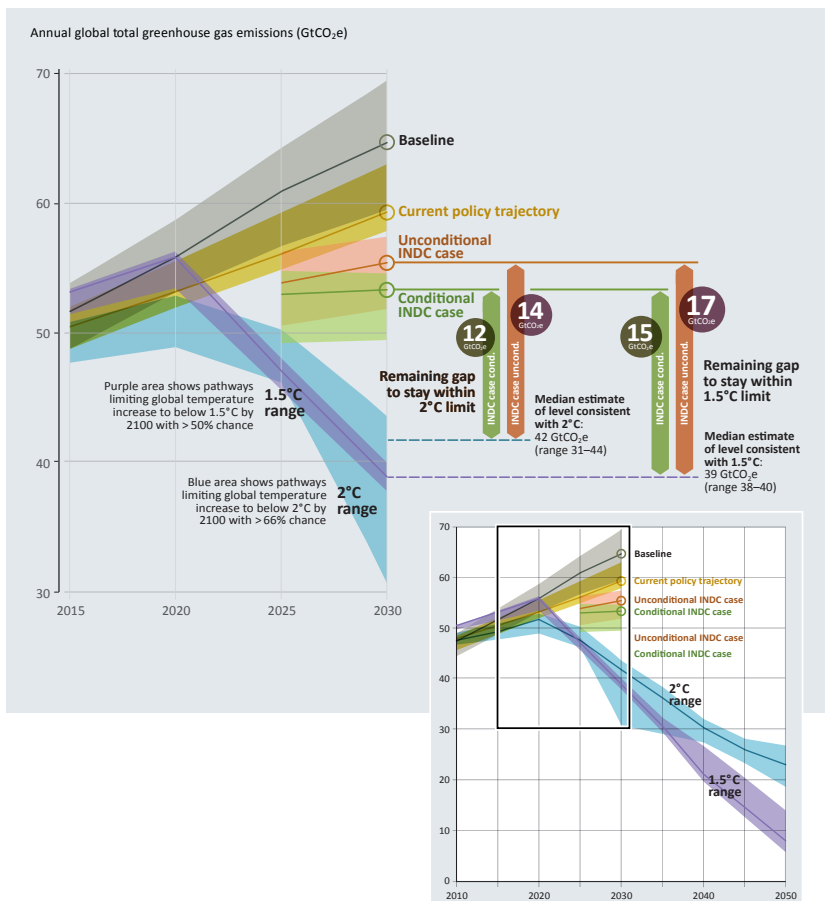 Annual global total greenhouse gas emissions (GtCO₂e)
70
60
50
40
30
2015
2020
2025
2030
Baseline
Current policy trajectory
Unconditional
INDC case
Conditional
INDC case
12
GtCO₂e
14
GtCO₂e
15
GtCO₂e
17
GtCO₂e
INDC case cond.
INDC case uncond.
INDC case cond.
INDC case uncond.
Remaining gap
to stay within
2°C limit
Remaining gap
to stay within
1.5°C limit
Median estimate
of level consistent
with 2°C:
42 GtCO₂e
(range 31–44)
Median estimate
of level consistent
with 1.5°C:
39 GtCO₂e
(range 38–40)
Purple area shows pathways
limiting global temperature
increase to below 1.5°C by
2100 with >50% chance
1.5°C
range
Blue area shows pathways
limiting global temperature
increase to below 2°C by
2100 with >66% chance
2°C
range
70
60
50
40
30
20
10
0
2010
2020
2030
2040
2050
Baseline
Current policy trajectory
Unconditional INDC case
Conditional INDC case
Unconditional INDC case
Conditional INDC case
2°C
range
1.5°C
range